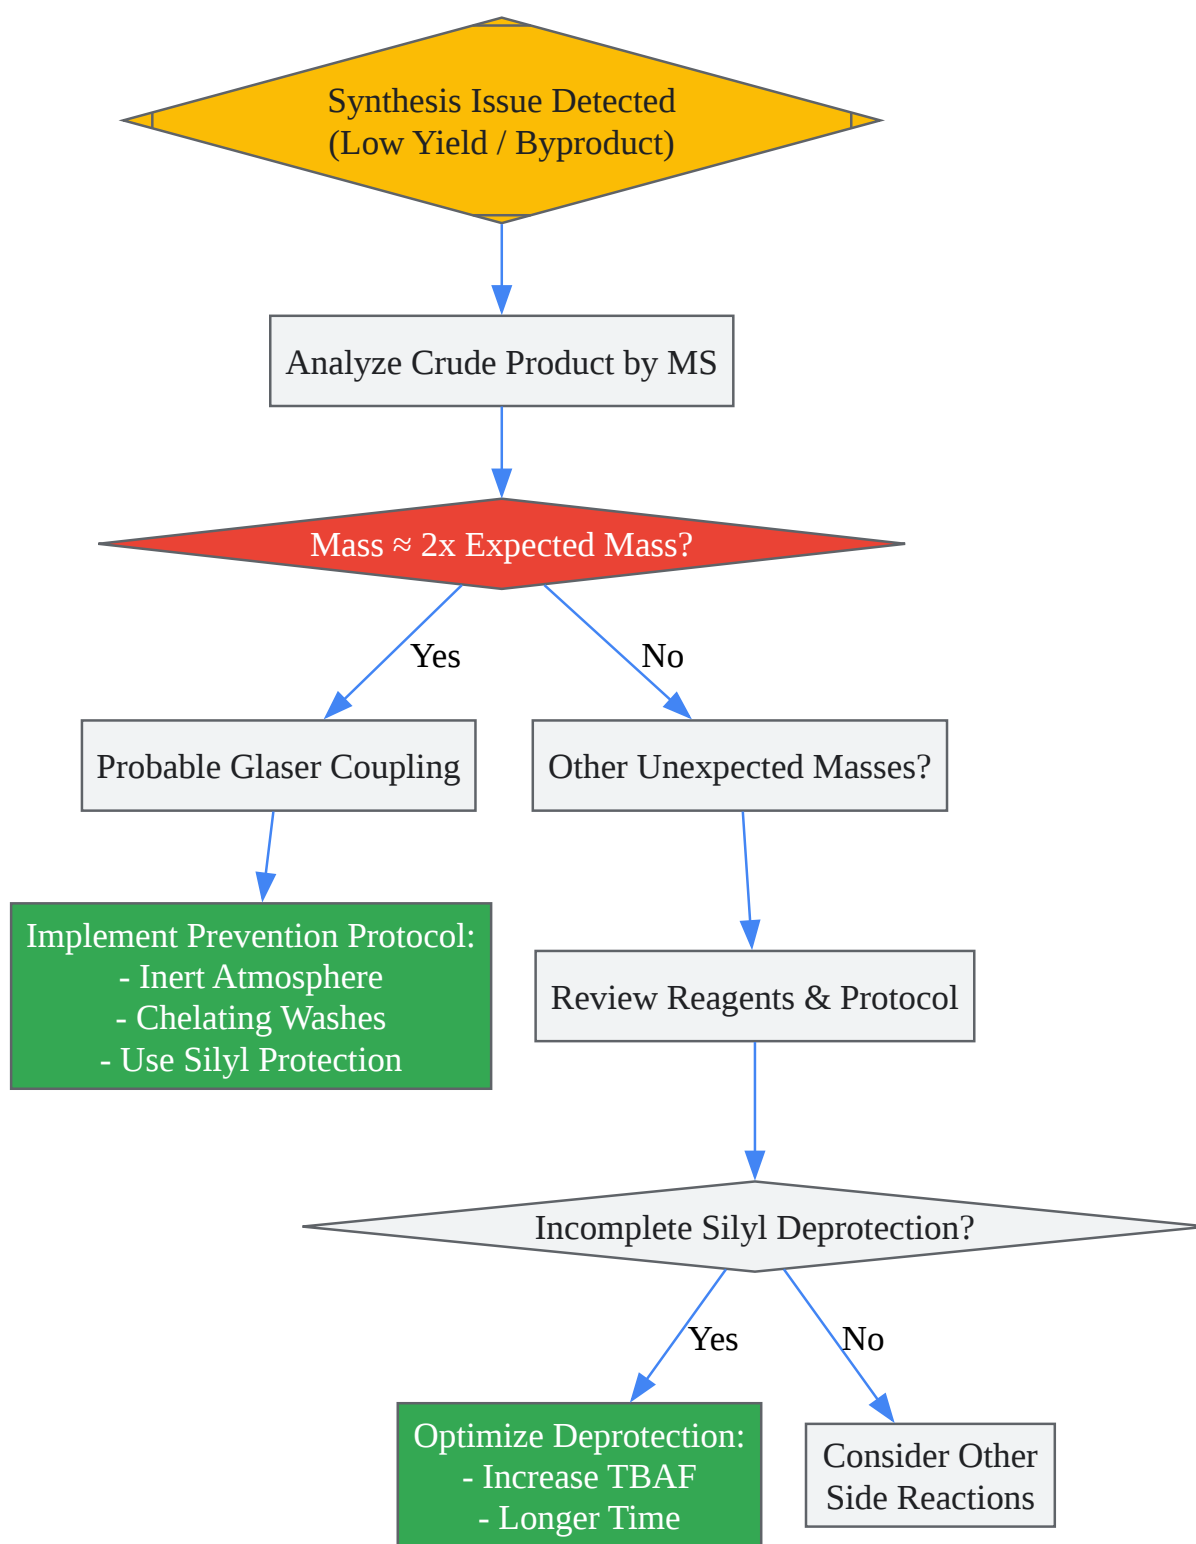 Synthesis Issue Detected
(Low Yield / Byproduct)
Analyze Crude Product by MS
Mass ≈ 2x Expected Mass?
Yes
No
Probable Glaser Coupling
Other Unexpected Masses?
Implement Prevention Protocol:
- Inert Atmosphere
- Chelating Washes
- Use Silyl Protection
Review Reagents & Protocol
Incomplete Silyl Deprotection?
Yes
No
Optimize Deprotection:
- Increase TBAF
- Longer Time
Consider Other
Side Reactions